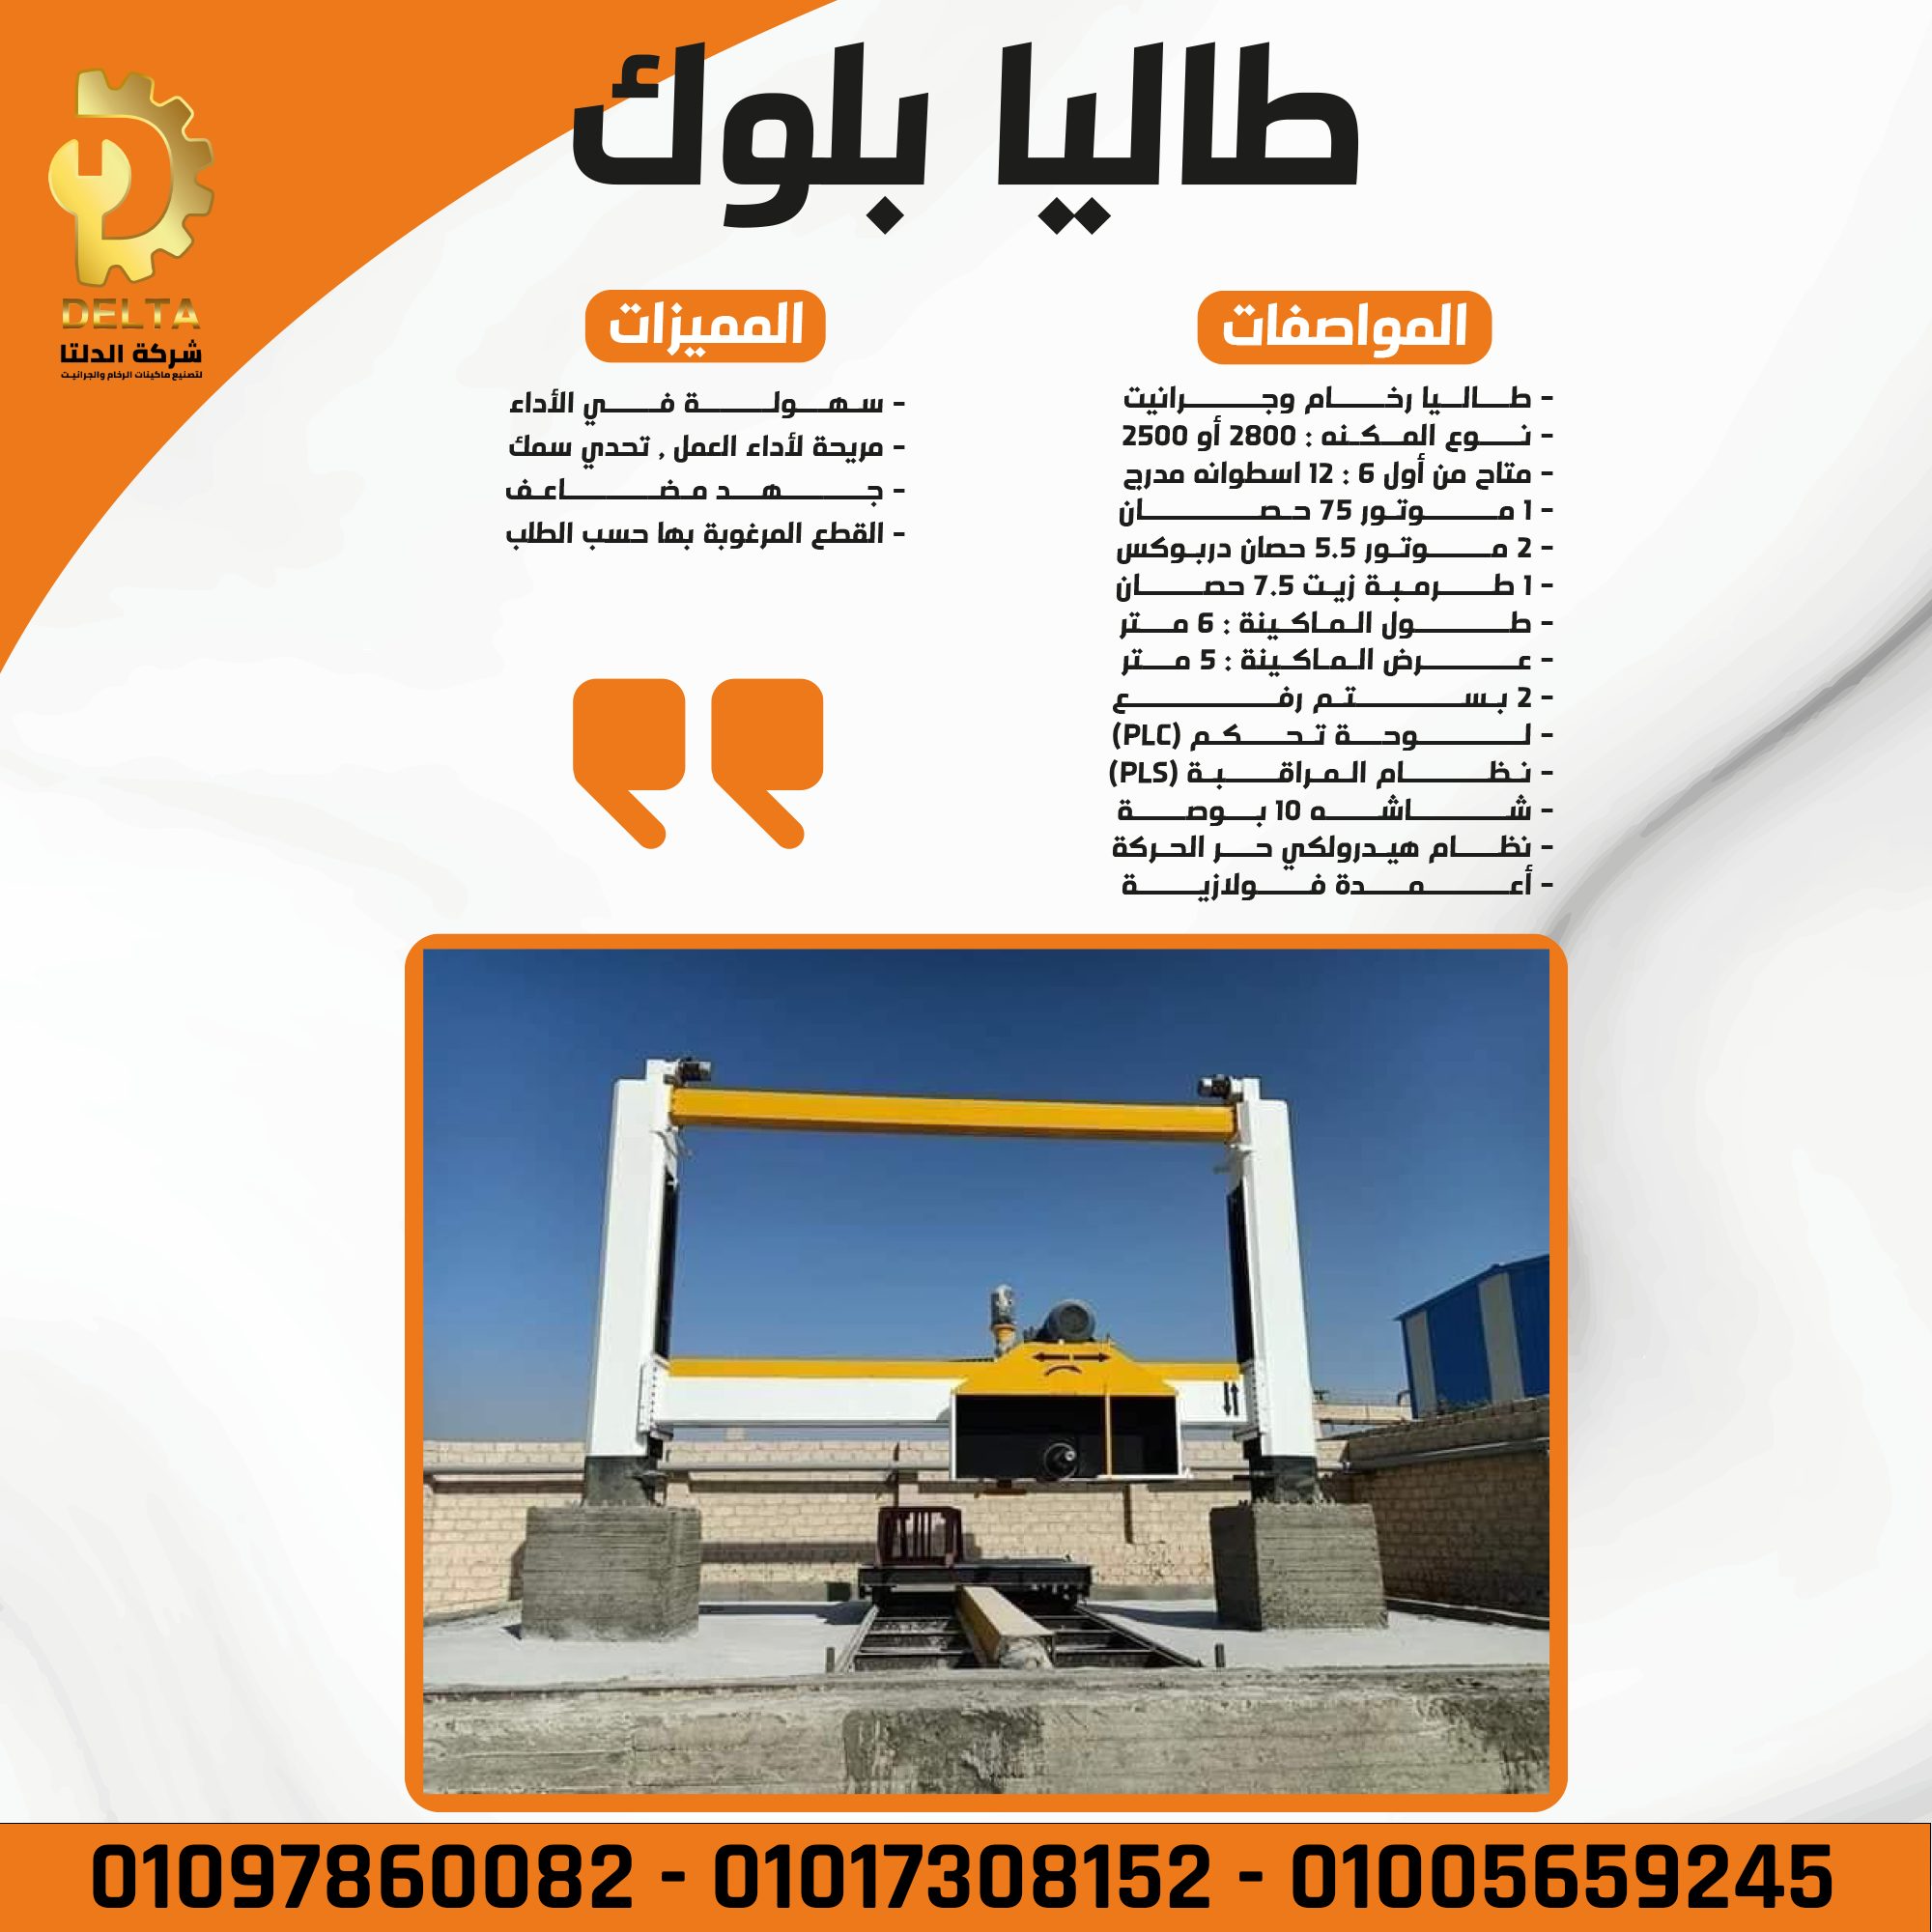 طاليا بلوك
DELTA
شركة الدلتا
لتصنيع ماكينات الرخام والجرانيت
المواصفات
- طاليا رخام وجرانيت
- نوع المكنه : 2800 أو 2500
- متاح من أول 6 : 12 اسطوانه مدرج
- 1 موتور 75 حصان
- 2 موتور 5.5 حصان دربوكس
- 1 طرمبة زيت 7.5 حصان
- طول الماكينة : 6 متر
- عرض الماكينة : 5 متر
- 2 بستم رفع
- لوحة تحكم (PLC)
- نظام المراقبة (PLS)
- شاشه 10 بوصة
- نظام هيدرولكي حر الحركة
- أعمدة فولازية
المميزات
- سهولة في الأداء
- مريحة لأداء العمل , تحدي سمك
- جهد مضاعف
- القطع المرغوبة بها حسب الطلب
01097860082 - 01017308152 - 01005659245